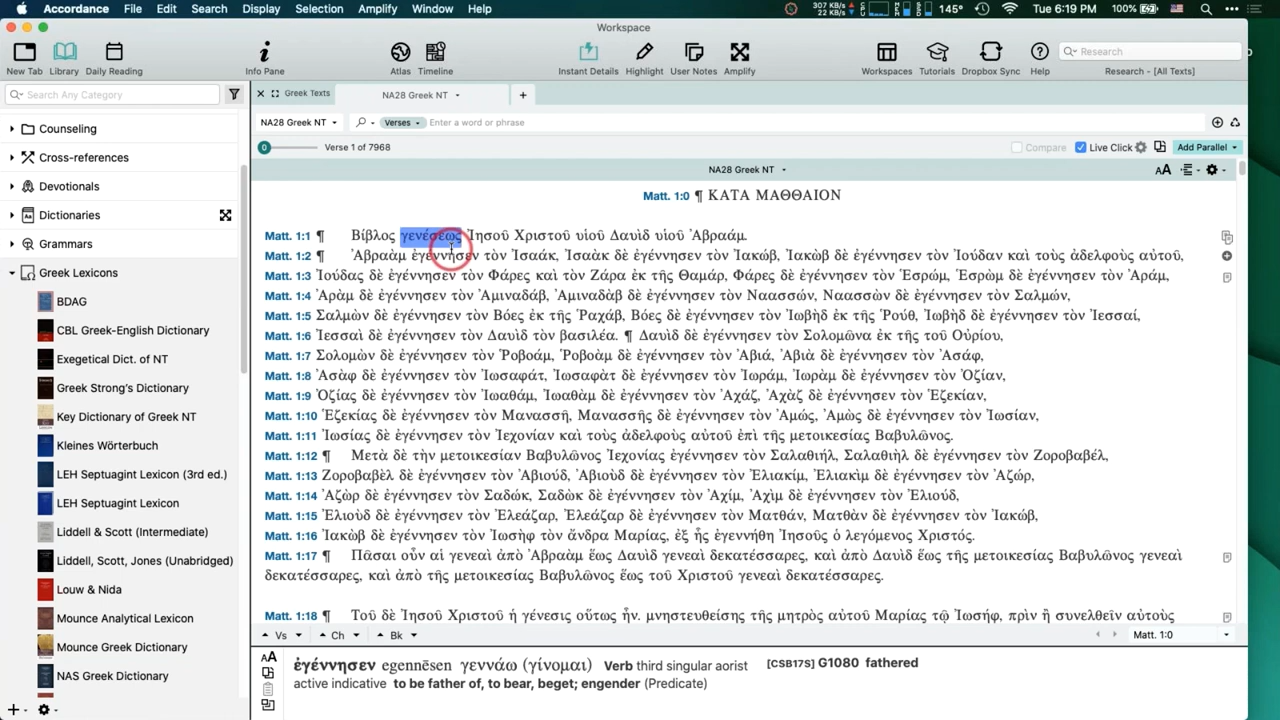 Accordance File Edit Search Display Selection Amplify Window Help 307 KB/s 22 KB/s 145° Tue 6:19 PM 100%
Workspace
New Tab Library Daily Reading Info Pane Atlas Timeline Instant Details Highlight User Notes Amplify Workspaces Tutorials Dropbox Sync Help Research
Research - [All Texts]
Search Any Category
Greek Texts NA28 Greek NT
NA28 Greek NT Verses Enter a word or phrase
0 Verse 1 of 7968 Compare Live Click Add Parallel
NA28 Greek NT
Counseling
Cross-references
Devotionals
Dictionaries
Grammars
Greek Lexicons
BDAG
CBL Greek-English Dictionary
Exegetical Dict. of NT
Greek Strong's Dictionary
Key Dictionary of Greek NT
Kleines Wörterbuch
LEH Septuagint Lexicon (3rd ed.)
LEH Septuagint Lexicon
Liddell & Scott (Intermediate)
Liddell, Scott, Jones (Unabridged)
Louw & Nida
Mounce Analytical Lexicon
Mounce Greek Dictionary
NAS Greek Dictionary
Matt. 1:0 ¶ ΚΑΤΑ ΜΑΘΘΑΙΟΝ
Matt. 1:1 ¶ Βίβλος γενέσεως Ἰησοῦ Χριστοῦ υἱοῦ Δαυὶδ υἱοῦ Ἀβραάμ.
Matt. 1:2 ¶ Ἀβραὰμ ἐγέννησεν τὸν Ἰσαάκ, Ἰσαὰκ δὲ ἐγέννησεν τὸν Ἰακώβ, Ἰακὼβ δὲ ἐγέννησεν τὸν Ἰούδαν καὶ τοὺς ἀδελφοὺς αὐτοῦ,
Matt. 1:3 Ἰούδας δὲ ἐγέννησεν τὸν Φάρες καὶ τὸν Ζάρα ἐκ τῆς Θαμάρ, Φάρες δὲ ἐγέννησεν τὸν Ἑσρώμ, Ἑσρὼμ δὲ ἐγέννησεν τὸν Ἀράμ,
Matt. 1:4 Ἀρὰμ δὲ ἐγέννησεν τὸν Ἀμιναδάβ, Ἀμιναδὰβ δὲ ἐγέννησεν τὸν Ναασσών, Ναασσὼν δὲ ἐγέννησεν τὸν Σαλμών,
Matt. 1:5 Σαλμὼν δὲ ἐγέννησεν τὸν Βόες ἐκ τῆς Ῥαχάβ, Βόες δὲ ἐγέννησεν τὸν Ἰωβὴδ ἐκ τῆς Ῥούθ, Ἰωβὴδ δὲ ἐγέννησεν τὸν Ἰεσσαί,
Matt. 1:6 Ἰεσσαὶ δὲ ἐγέννησεν τὸν Δαυὶδ τὸν βασιλέα. ¶ Δαυὶδ δὲ ἐγέννησεν τὸν Σολομῶνα ἐκ τῆς τοῦ Οὐρίου,
Matt. 1:7 Σολομὼν δὲ ἐγέννησεν τὸν Ῥοβοάμ, Ῥοβοὰμ δὲ ἐγέννησεν τὸν Ἀβιά, Ἀβιὰ δὲ ἐγέννησεν τὸν Ἀσάφ,
Matt. 1:8 Ἀσὰφ δὲ ἐγέννησεν τὸν Ἰωσαφάτ, Ἰωσαφὰτ δὲ ἐγέννησεν τὸν Ἰωράμ, Ἰωρὰμ δὲ ἐγέννησεν τὸν Ὀζίαν,
Matt. 1:9 Ὀζίας δὲ ἐγέννησεν τὸν Ἰωαθάμ, Ἰωαθὰμ δὲ ἐγέννησεν τὸν Ἀχάζ, Ἀχὰζ δὲ ἐγέννησεν τὸν Ἑζεκίαν,
Matt. 1:10 Ἑζεκίας δὲ ἐγέννησεν τὸν Μανασσῆ, Μανασσῆς δὲ ἐγέννησεν τὸν Ἀμώς, Ἀμὼς δὲ ἐγέννησεν τὸν Ἰωσίαν,
Matt. 1:11 Ἰωσίας δὲ ἐγέννησεν τὸν Ἰεχονίαν καὶ τοὺς ἀδελφοὺς αὐτοῦ ἐπὶ τῆς μετοικεσίας Βαβυλῶνος.
Matt. 1:12 ¶ Μετὰ δὲ τὴν μετοικεσίαν Βαβυλῶνος Ἰεχονίας ἐγέννησεν τὸν Σαλαθιήλ, Σαλαθιὴλ δὲ ἐγέννησεν τὸν Ζοροβαβέλ,
Matt. 1:13 Ζοροβαβὲλ δὲ ἐγέννησεν τὸν Ἀβιούδ, Ἀβιοὺδ δὲ ἐγέννησεν τὸν Ἐλιακίμ, Ἐλιακὶμ δὲ ἐγέννησεν τὸν Ἀζώρ,
Matt. 1:14 Ἀζὼρ δὲ ἐγέννησεν τὸν Σαδώκ, Σαδὼκ δὲ ἐγέννησεν τὸν Ἀχίμ, Ἀχὶμ δὲ ἐγέννησεν τὸν Ἐλιούδ,
Matt. 1:15 Ἐλιοὺδ δὲ ἐγέννησεν τὸν Ἐλεάζαρ, Ἐλεάζαρ δὲ ἐγέννησεν τὸν Ματθάν, Ματθὰν δὲ ἐγέννησεν τὸν Ἰακώβ,
Matt. 1:16 Ἰακὼβ δὲ ἐγέννησεν τὸν Ἰωσὴφ τὸν ἄνδρα Μαρίας, ἐξ ἧς ἐγεννήθη Ἰησοῦς ὁ λεγόμενος Χριστός.
Matt. 1:17 ¶ Πᾶσαι οὖν αἱ γενεαὶ ἀπὸ Ἀβραὰμ ἕως Δαυὶδ γενεαὶ δεκατέσσαρες, καὶ ἀπὸ Δαυὶδ ἕως τῆς μετοικεσίας Βαβυλῶνος γενεαὶ
δεκατέσσαρες, καὶ ἀπὸ τῆς μετοικεσίας Βαβυλῶνος ἕως τοῦ Χριστοῦ γενεαὶ δεκατέσσαρες.
Matt. 1:18 ¶ Τοῦ δὲ Ἰησοῦ Χριστοῦ ἡ γένεσις οὕτως ἦν. μνηστευθείσης τῆς μητρὸς αὐτοῦ Μαρίας τῷ Ἰωσήφ, πρὶν ἢ συνελθεῖν αὐτοὺς
Vs Ch Bk Matt. 1:0
ἐγέννησεν egennēsen γεννάω (γίνομαι) Verb third singular aorist [CSB17S] G1080 fathered
active indicative to be father of, to bear, beget; engender (Predicate)